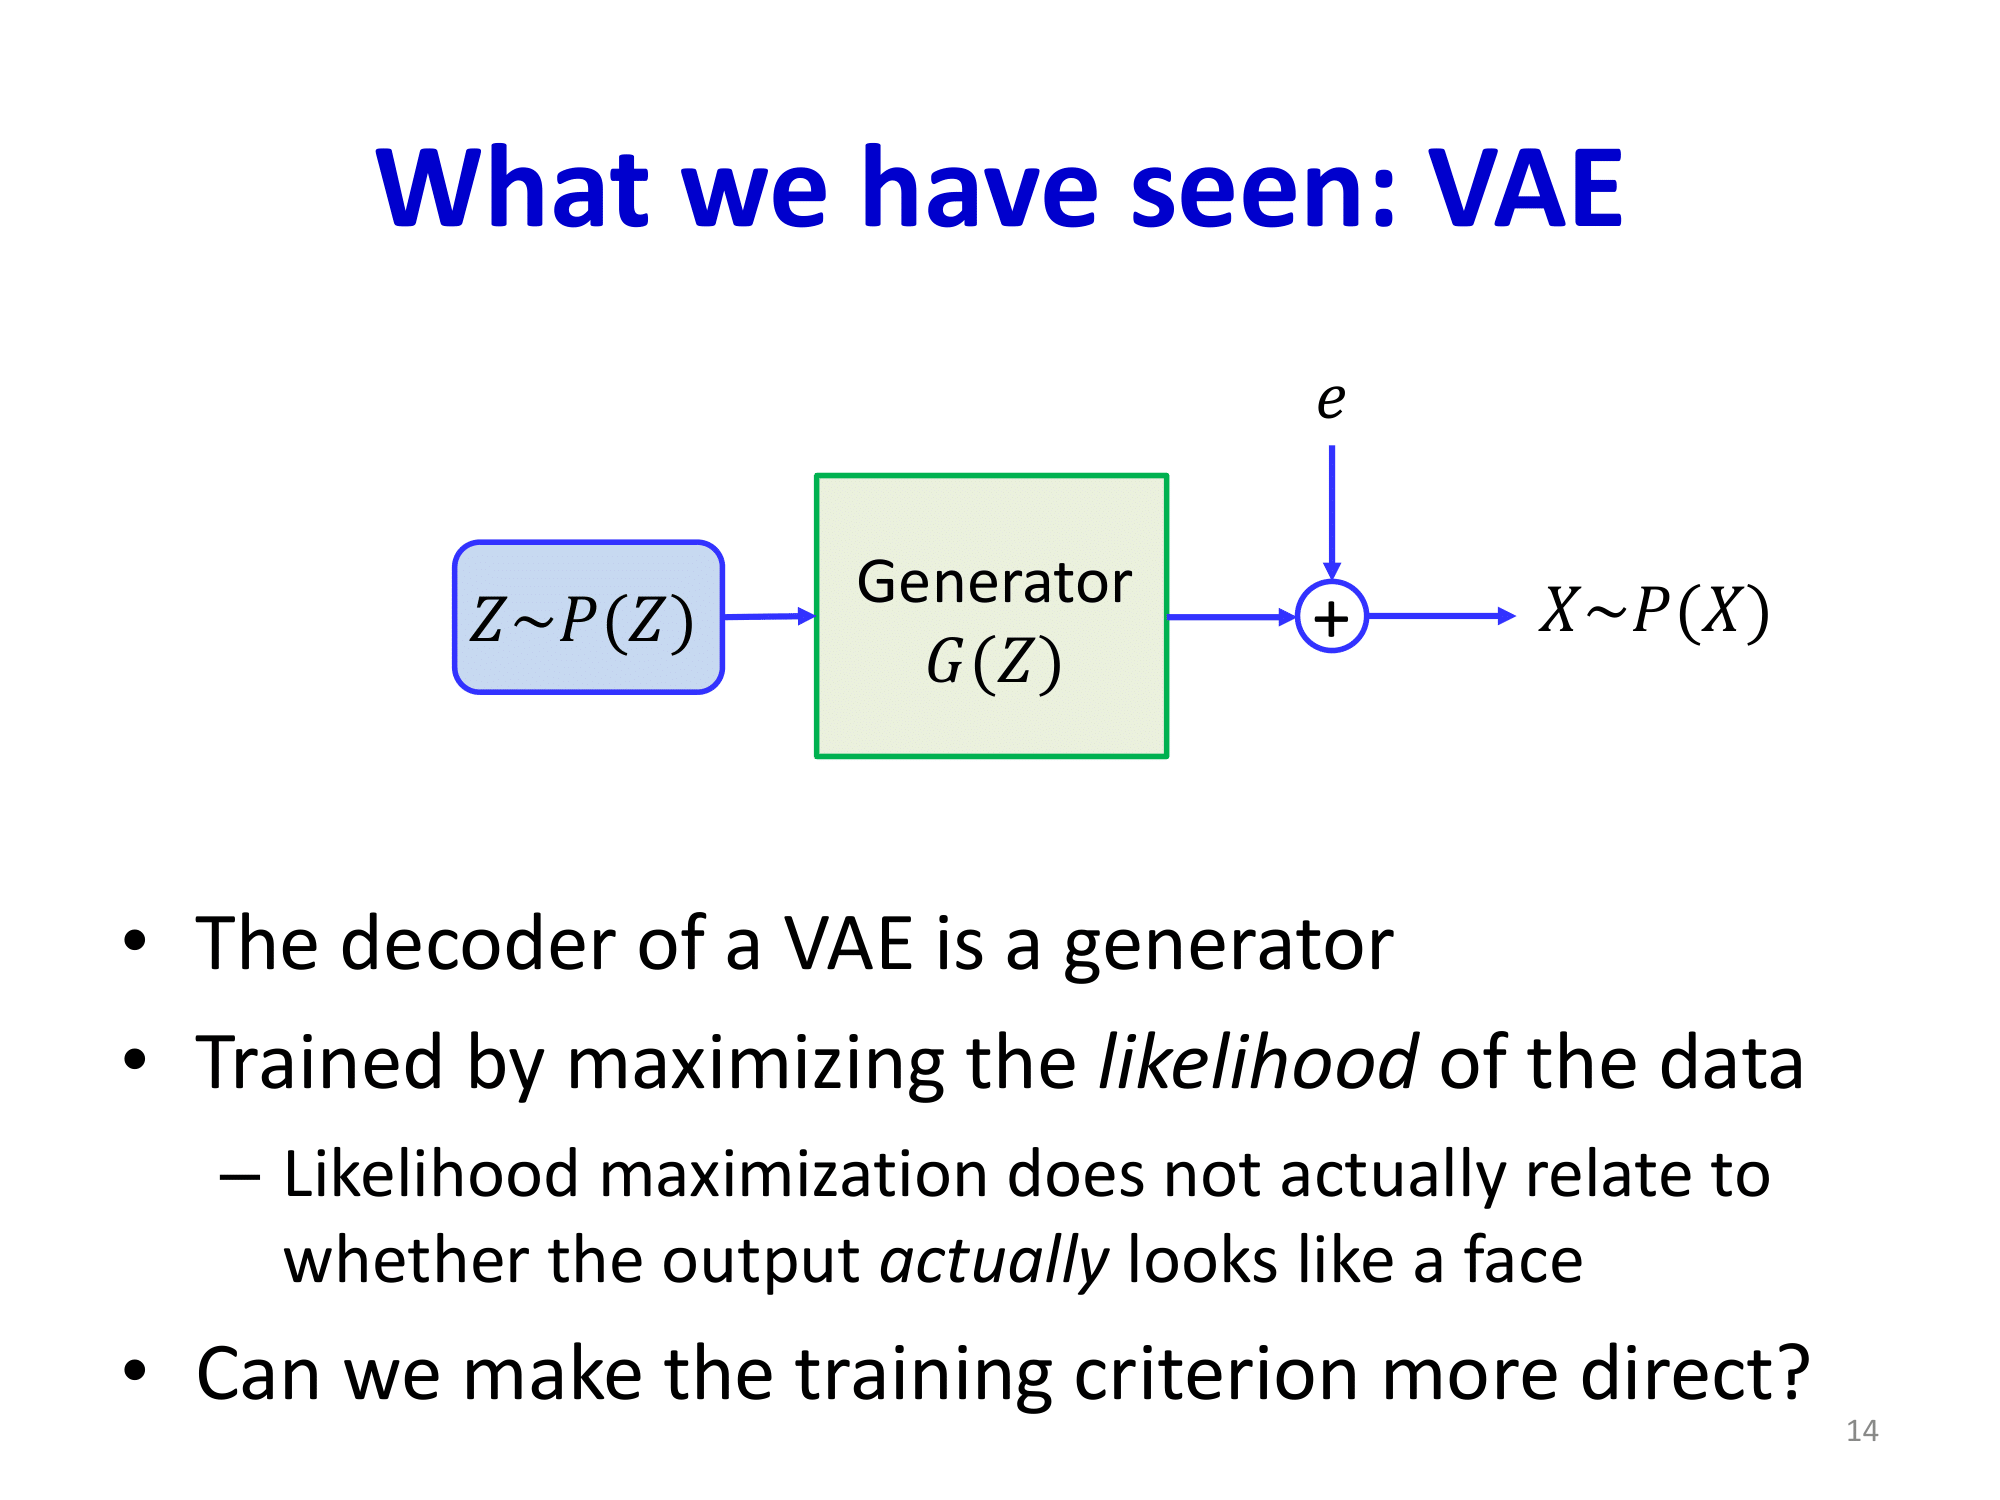 What we have seen: VAE
e
Z~P(Z)
Generator
G(Z)
+
X~P(X)
• The decoder of a VAE is a generator
• Trained by maximizing the likelihood of the data
– Likelihood maximization does not actually relate to
whether the output actually looks like a face
• Can we make the training criterion more direct?
14